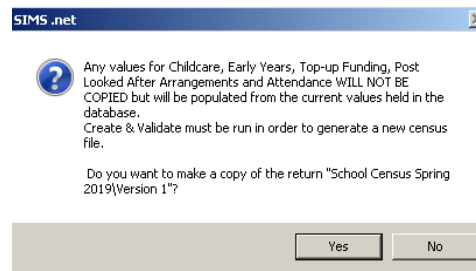 SIMS .net
Any values for Childcare, Early Years, Top-up Funding, Post
Looked After Arrangements and Attendance WILL NOT BE
COPIED but will be populated from the current values held in the
database.
Create & Validate must be run in order to generate a new census
file.
Do you want to make a copy of the return "School Census Spring
2019\Version 1"?
Yes No